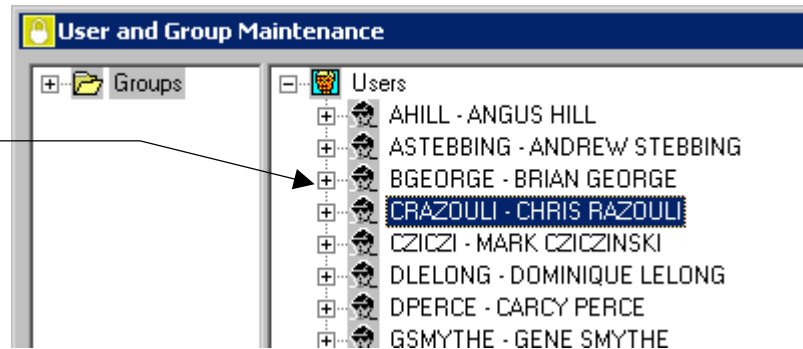 User and Group Maintenance
Groups
Users
AHILL - ANGUS HILL
ASTEBBING - ANDREW STEBBING
BGEORGE - BRIAN GEORGE
CRAZOULI - CHRIS RAZOULI
CZICZI - MARK CZICZINSKI
DLELONG - DOMINIQUE LELONG
DPERCE - CARCY PERCE
GSMYTHE - GENE SMYTHE